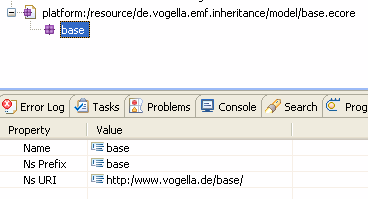 platform:/resource/de.vogella.emf.inheritance/model/base.ecore
base
Error Log Tasks Problems Console Search Prog
Property Value
Name base
Ns Prefix base
Ns URI http:/www.vogella.de/base/